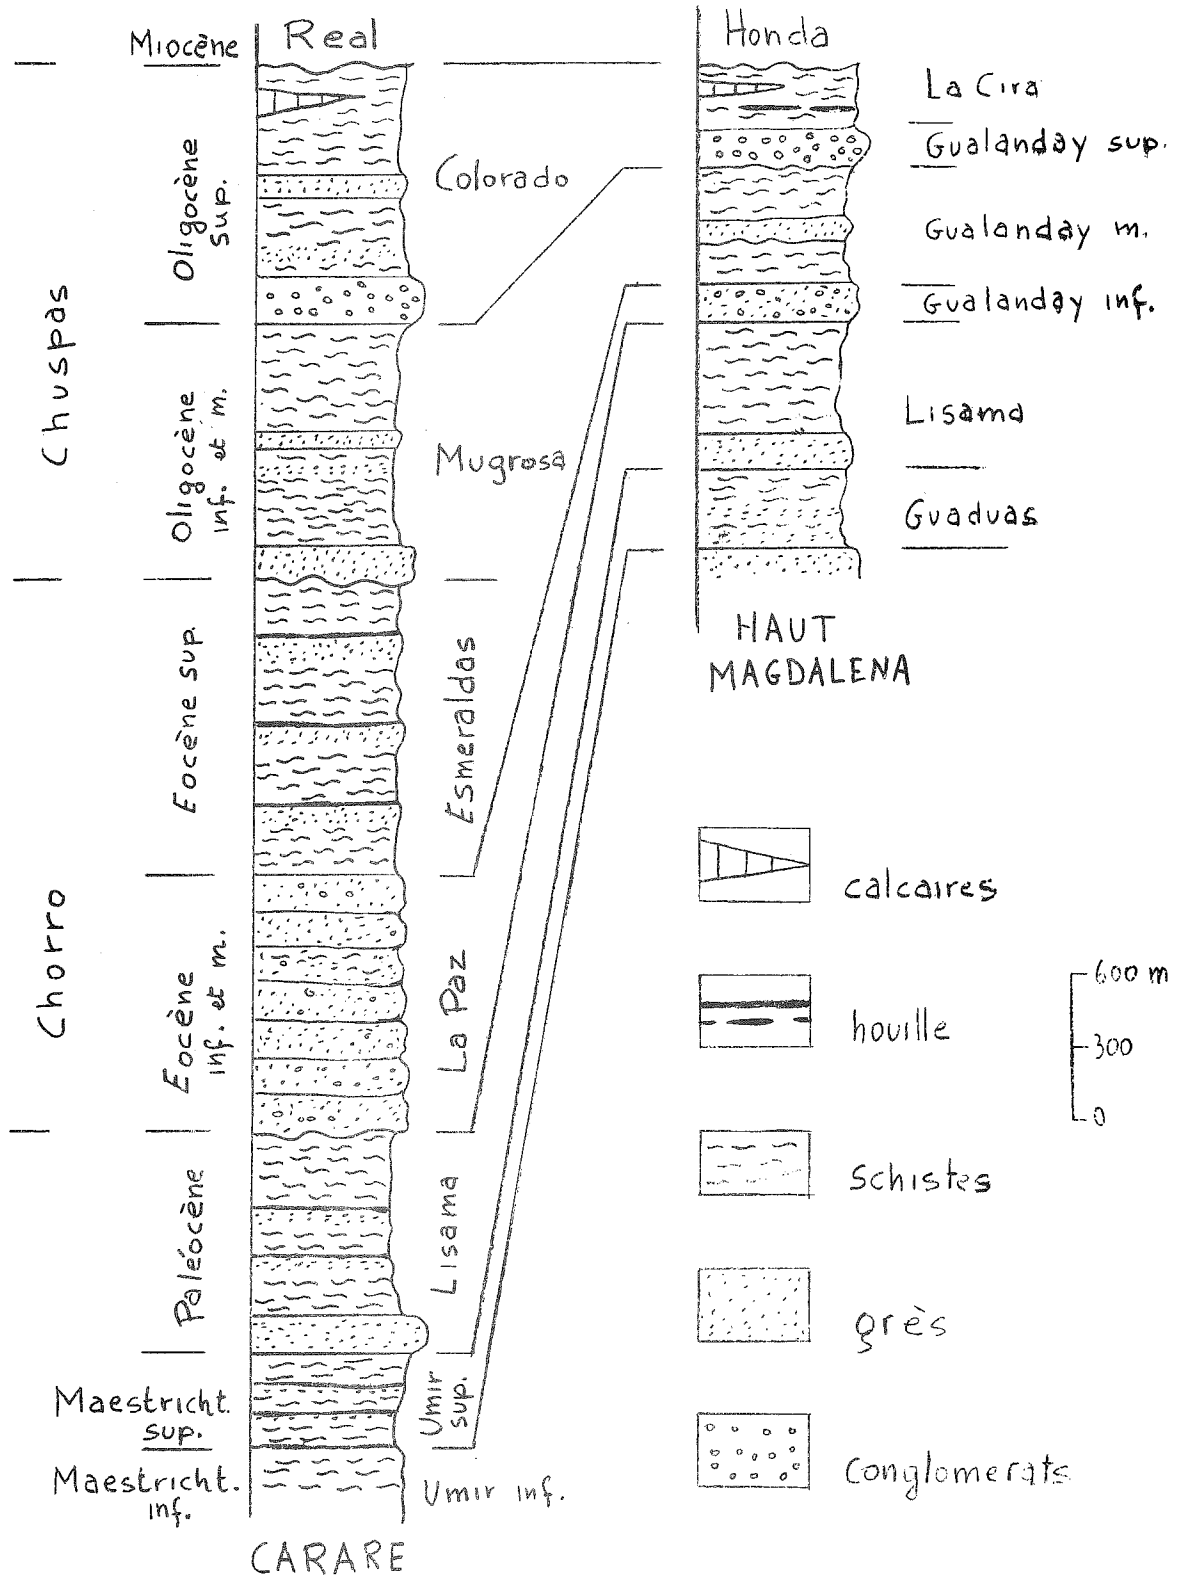 Miocène
Real
Honda
Chuspas
Chorro
Oligocène
sup.
Oligocène
inf. et m.
Eocène sup.
Eocène
inf. et m.
Paléocène
Maestricht.
sup.
Maestricht.
inf.
Colorado
Mugrosa
Esmeraldas
La Paz
Lisama
Umir
sup.
Umir inf.
CARARE
La Cira
Gualanday sup.
Gualanday m.
Gualanday inf.
Lisama
Guaduas
HAUT
MAGDALENA
calcaires
houille
schistes
grès
conglomerats
600 m
300
0